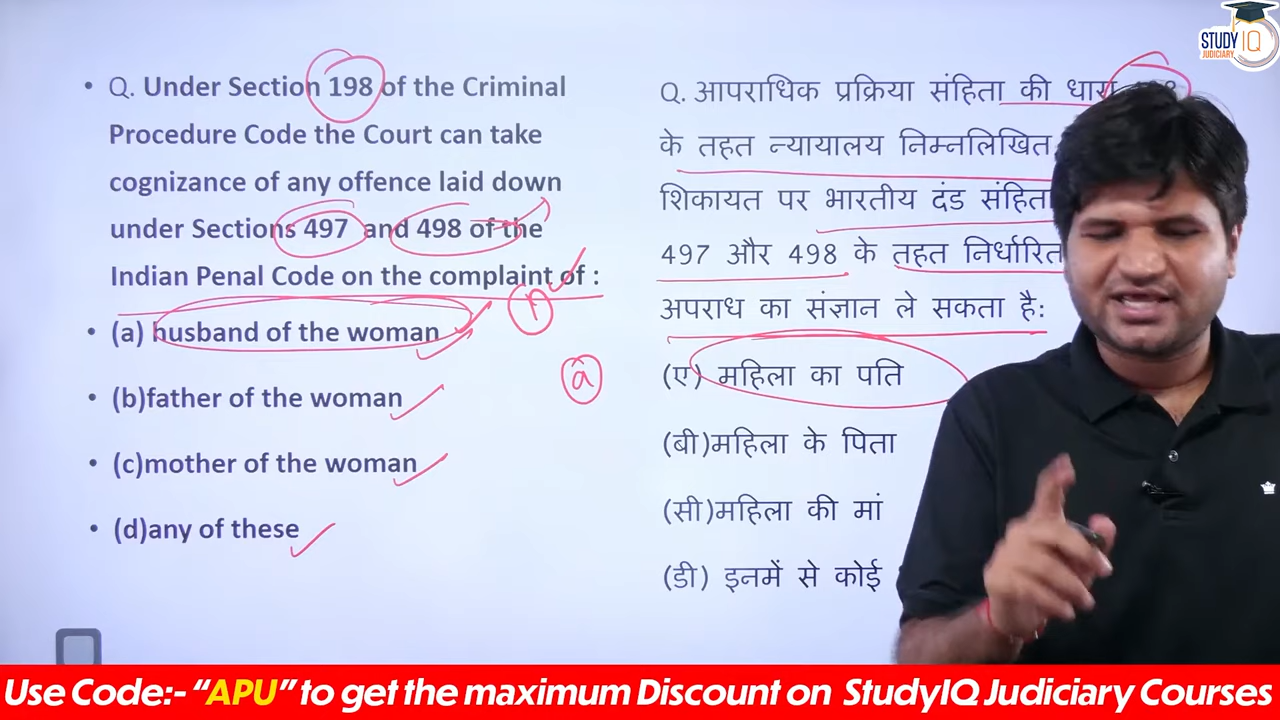 STUDY IQ
JUDICIARY
• Q. Under Section 198 of the Criminal
Procedure Code the Court can take
cognizance of any offence laid down
under Sections 497 and 498 of the
Indian Penal Code on the complaint of :
• (a) husband of the woman
• (b)father of the woman
• (c)mother of the woman
• (d)any of these
a
Q. आपराधिक प्रक्रिया संहिता की धारा
के तहत न्यायालय निम्नलिखित
शिकायत पर भारतीय दंड संहिता
497 और 498 के तहत निर्धारित
अपराध का संज्ञान ले सकता है:
(ए) महिला का पति
(बी)महिला के पिता
(सी)महिला की मां
(डी) इनमें से कोई
Use Code:- “APU” to get the maximum Discount on StudyIQ Judiciary Courses